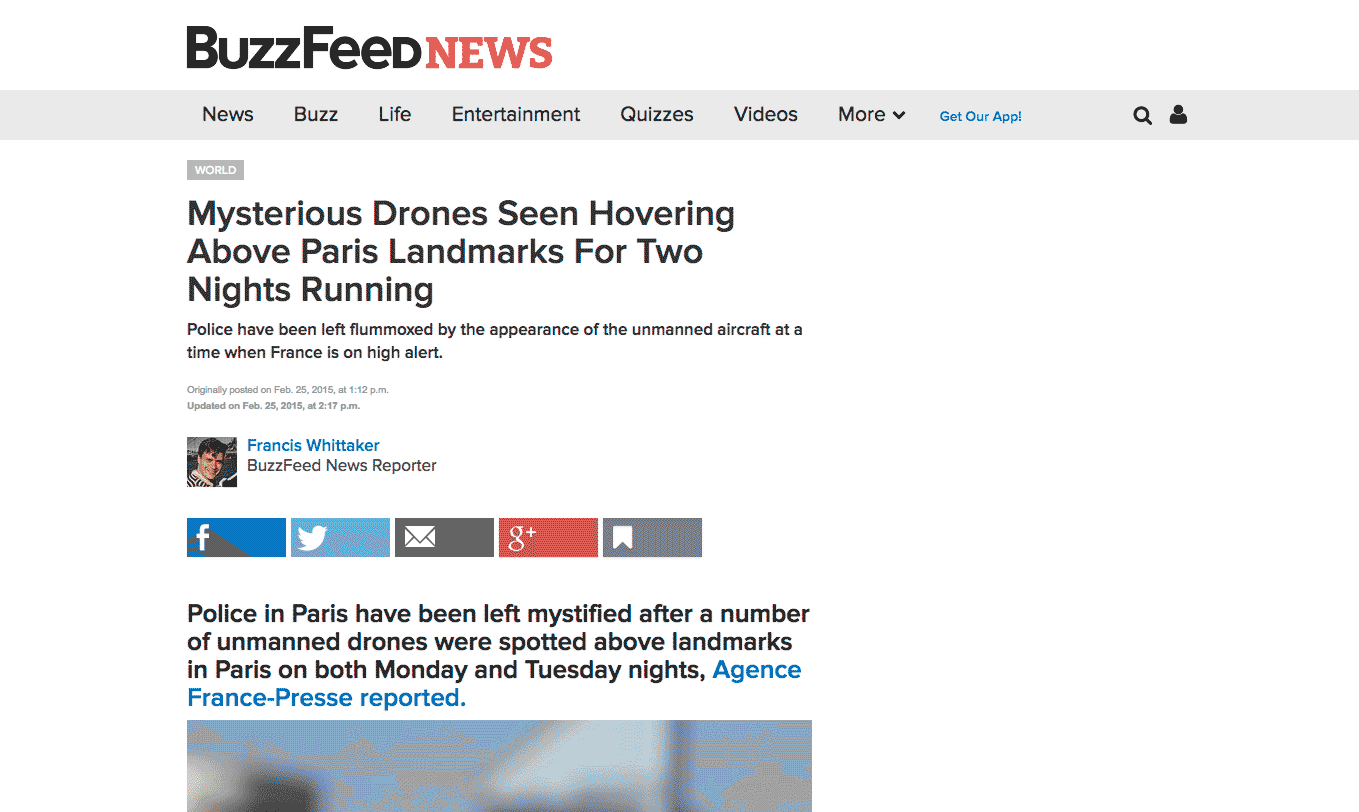 BuzzFeed NEWS
News Buzz Life Entertainment Quizzes Videos More Get Our App!
WORLD
Mysterious Drones Seen Hovering
Above Paris Landmarks For Two
Nights Running
Police have been left flummoxed by the appearance of the unmanned aircraft at a
time when France is on high alert.
Originally posted on Feb. 25, 2015, at 1:12 p.m.
Updated on Feb. 25, 2015, at 2:17 p.m.
Francis Whittaker
BuzzFeed News Reporter
f g+
Police in Paris have been left mystified after a number
of unmanned drones were spotted above landmarks
in Paris on both Monday and Tuesday nights, Agence
France-Presse reported.